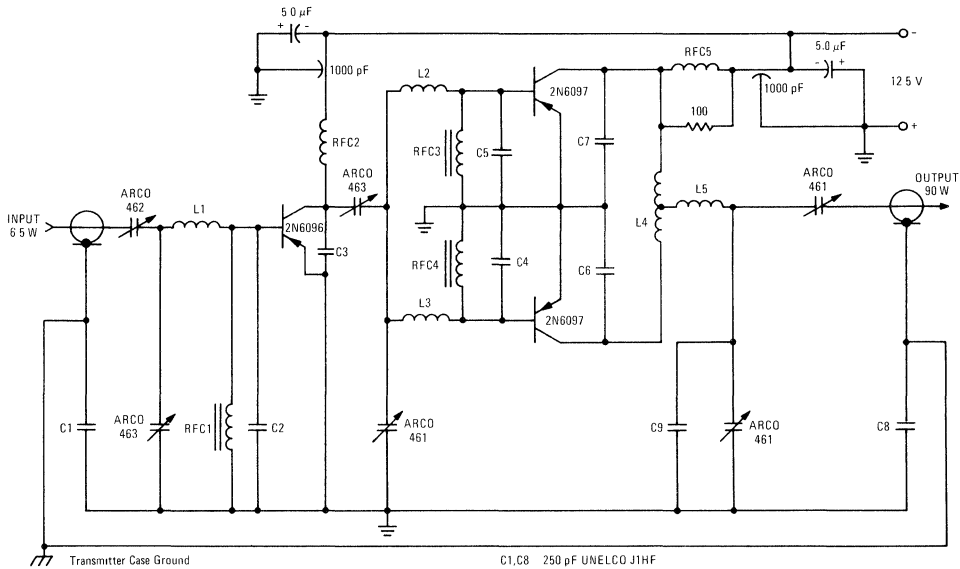 5.0 µF
+ -
1000 pF
RFC2
ARCO
463
L2
RFC3
C5
2N6097
C7
RFC5
100
1000 pF
5.0 µF
- +
-
12 5 V
+
INPUT
6 5 W
ARCO
462
L1
2N6096
C3
RFC4
C4
L3
2N6097
C6
L4
L5
ARCO
461
OUTPUT
90 W
C1
ARCO
463
RFC1
C2
ARCO
461
C9
ARCO
461
C8
Transmitter Case Ground
C1,C8 250 pF UNELCO J1HF